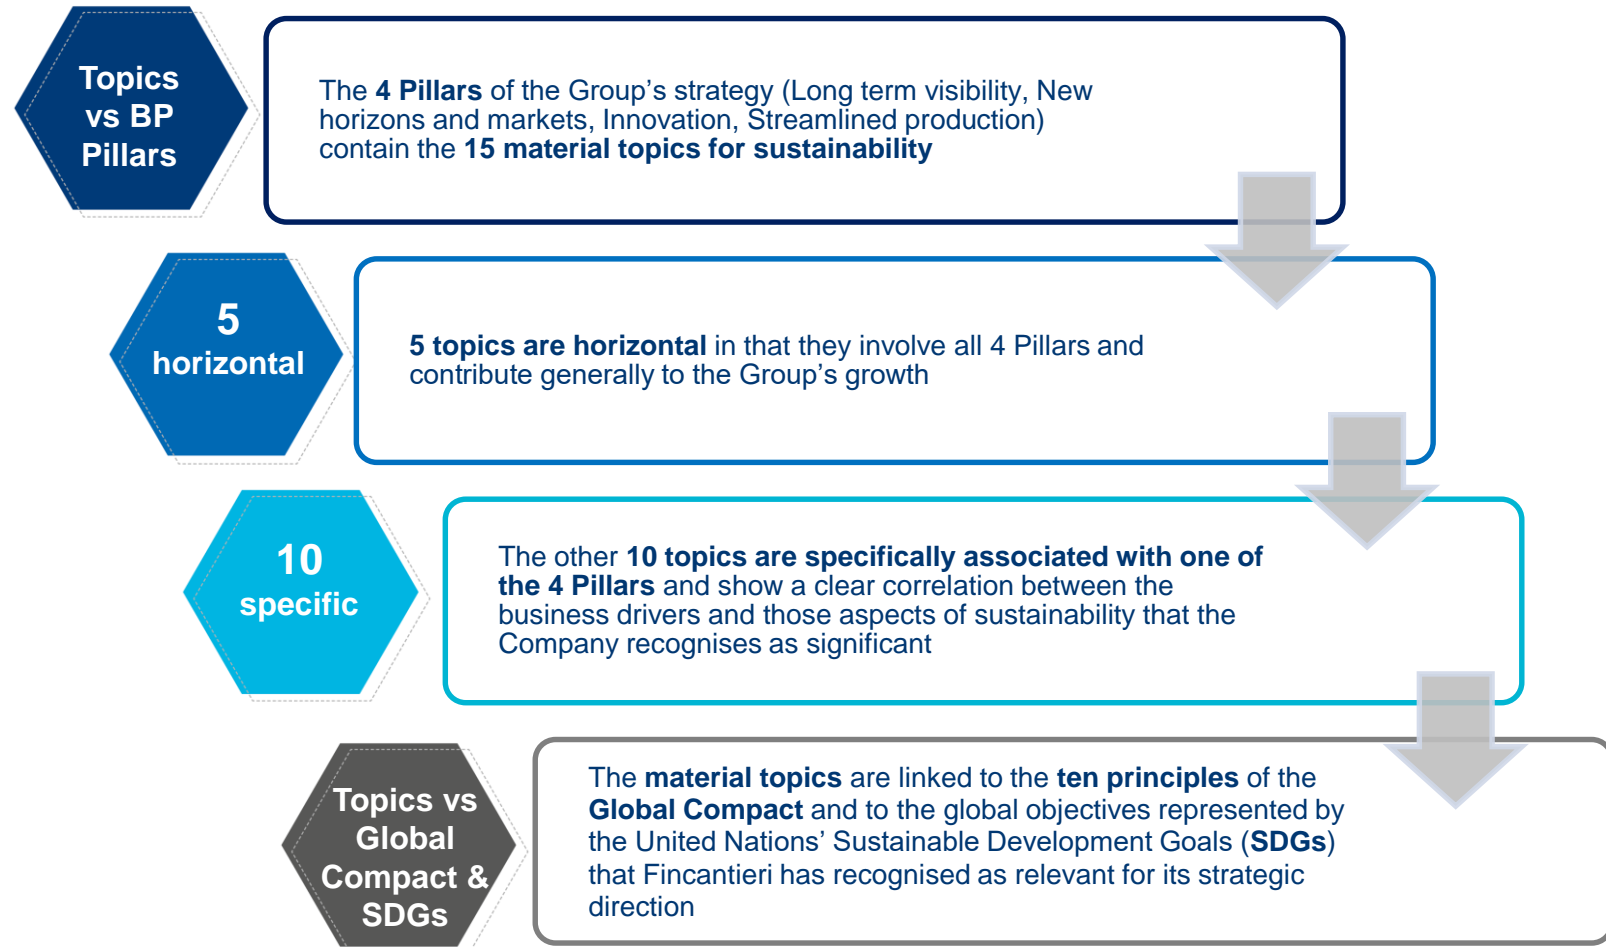 Topics
vs BP
Pillars
The 4 Pillars of the Group’s strategy (Long term visibility, New
horizons and markets, Innovation, Streamlined production)
contain the 15 material topics for sustainability
5
horizontal
5 topics are horizontal in that they involve all 4 Pillars and
contribute generally to the Group’s growth
10
specific
The other 10 topics are specifically associated with one of
the 4 Pillars and show a clear correlation between the
business drivers and those aspects of sustainability that the
Company recognises as significant
Topics vs
Global
Compact &
SDGs
The material topics are linked to the ten principles of the
Global Compact and to the global objectives represented by
the United Nations’ Sustainable Development Goals (SDGs)
that Fincantieri has recognised as relevant for its strategic
direction